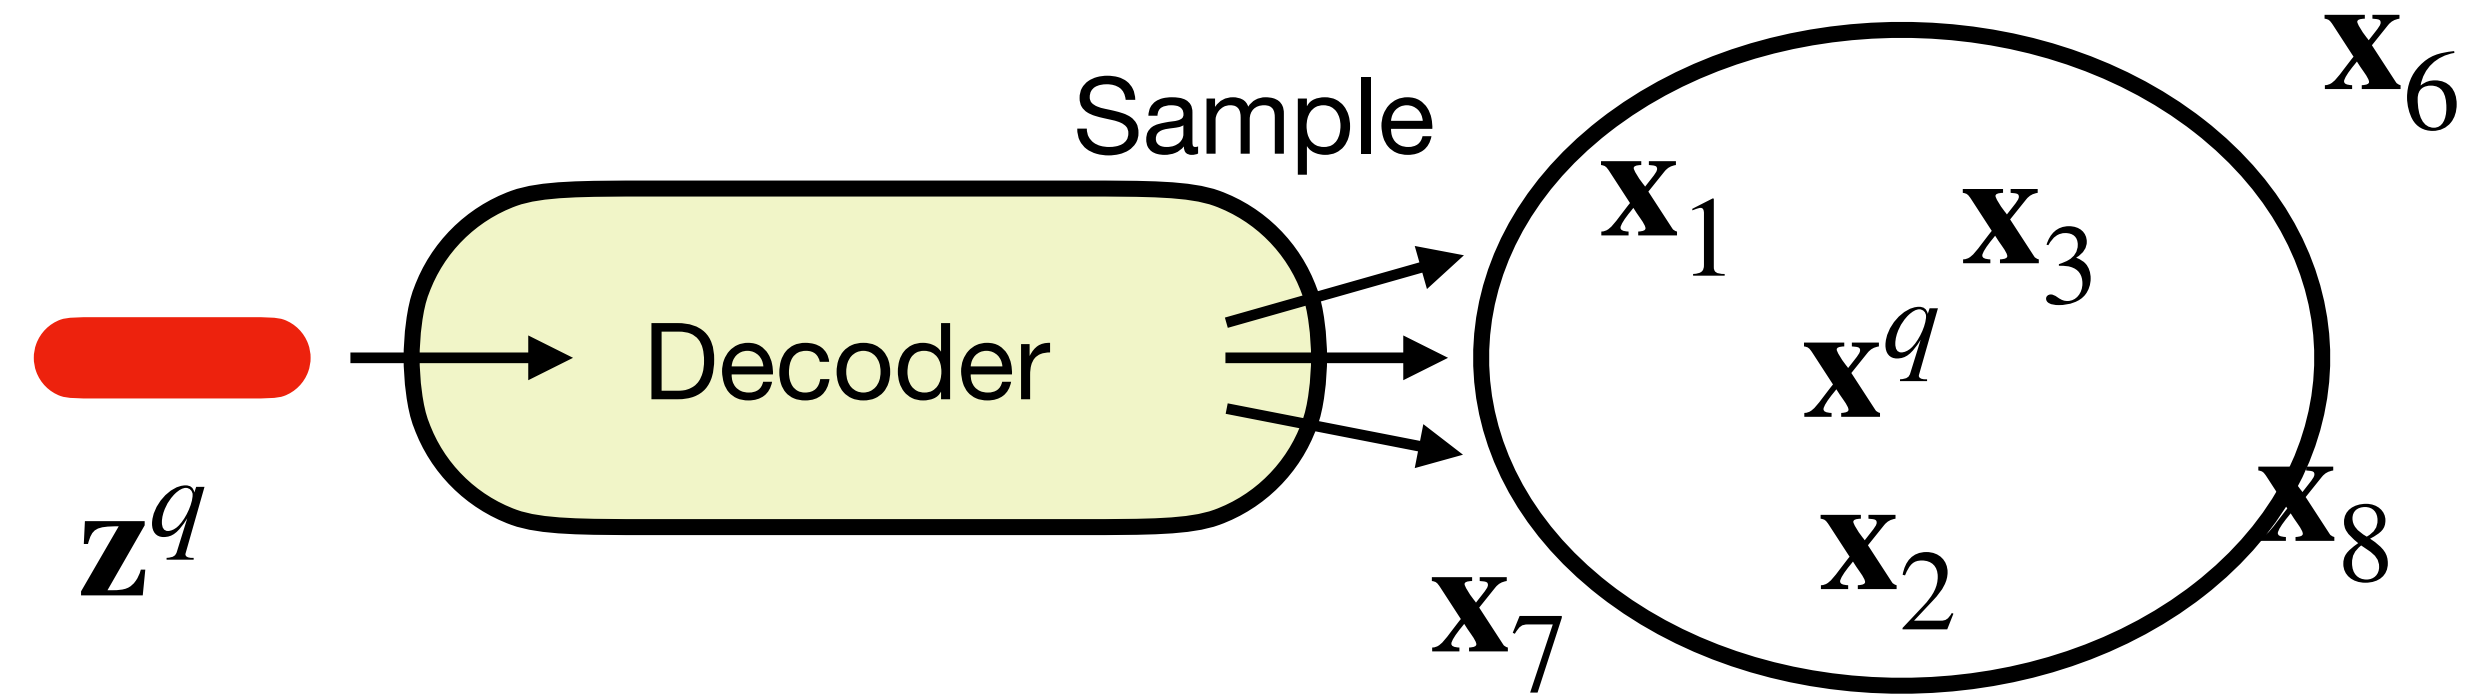 Sample
Decoder
𝐳^q
𝐱₁
𝐱₃
𝐱^q
𝐱₂
𝐱₆
𝐱₇
𝐱₈